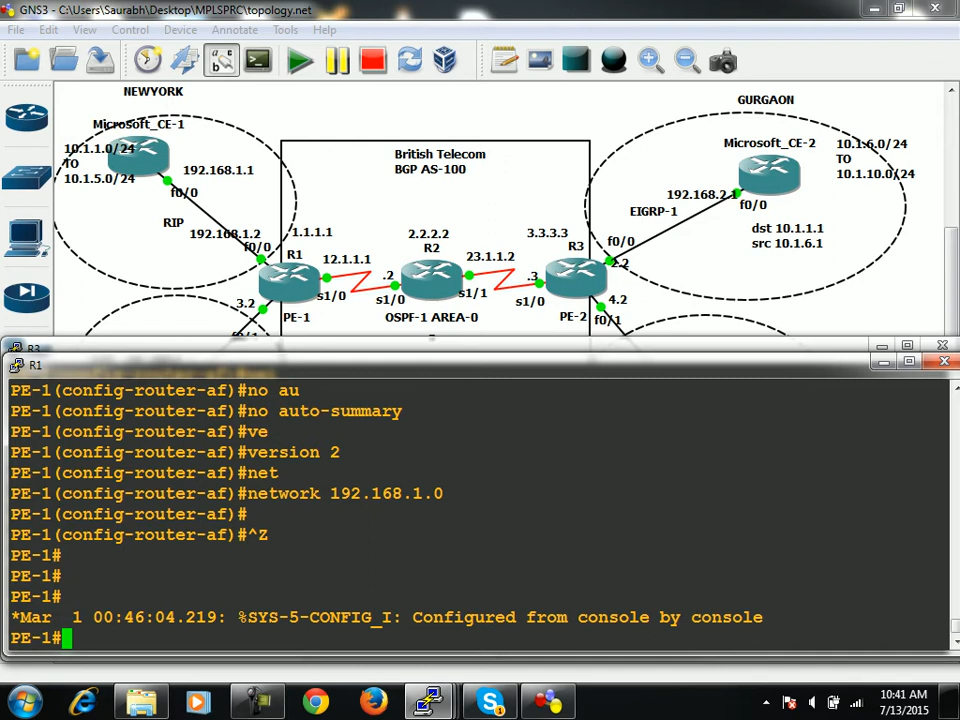 GNS3 - C:\Users\Saurabh\Desktop\MPLSPRC\topology.net
File Edit View Control Device Annotate Tools Help
NEWYORK
GURGAON
Microsoft_CE-1
10.1.1.0/24
TO
10.1.5.0/24
192.168.1.1
f0/0
RIP
192.168.1.2
f0/0
British Telecom
BGP AS-100
Microsoft_CE-2
10.1.6.0/24
TO
10.1.10.0/24
192.168.2.1
f0/0
EIGRP-1
dst 10.1.1.1
src 10.1.6.1
1.1.1.1
R1
12.1.1.1
s1/0
PE-1
3.2
f0/1
2.2.2.2
R2
.2
s1/0
23.1.1.2
s1/1
OSPF-1 AREA-0
3.3.3.3
R3
.3
s1/0
PE-2
f0/0
2.2
4.2
f0/1
R3
R1
PE-1(config-router-af)#no au
PE-1(config-router-af)#no auto-summary
PE-1(config-router-af)#ve
PE-1(config-router-af)#version 2
PE-1(config-router-af)#net
PE-1(config-router-af)#network 192.168.1.0
PE-1(config-router-af)#
PE-1(config-router-af)#^Z
PE-1#
PE-1#
PE-1#
*Mar  1 00:46:04.219: %SYS-5-CONFIG_I: Configured from console by console
PE-1#
10:41 AM
7/13/2015